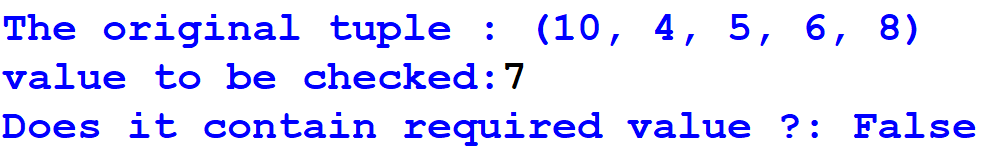 The original tuple : (10, 4, 5, 6, 8)
value to be checked:7
Does it contain required value ?: False